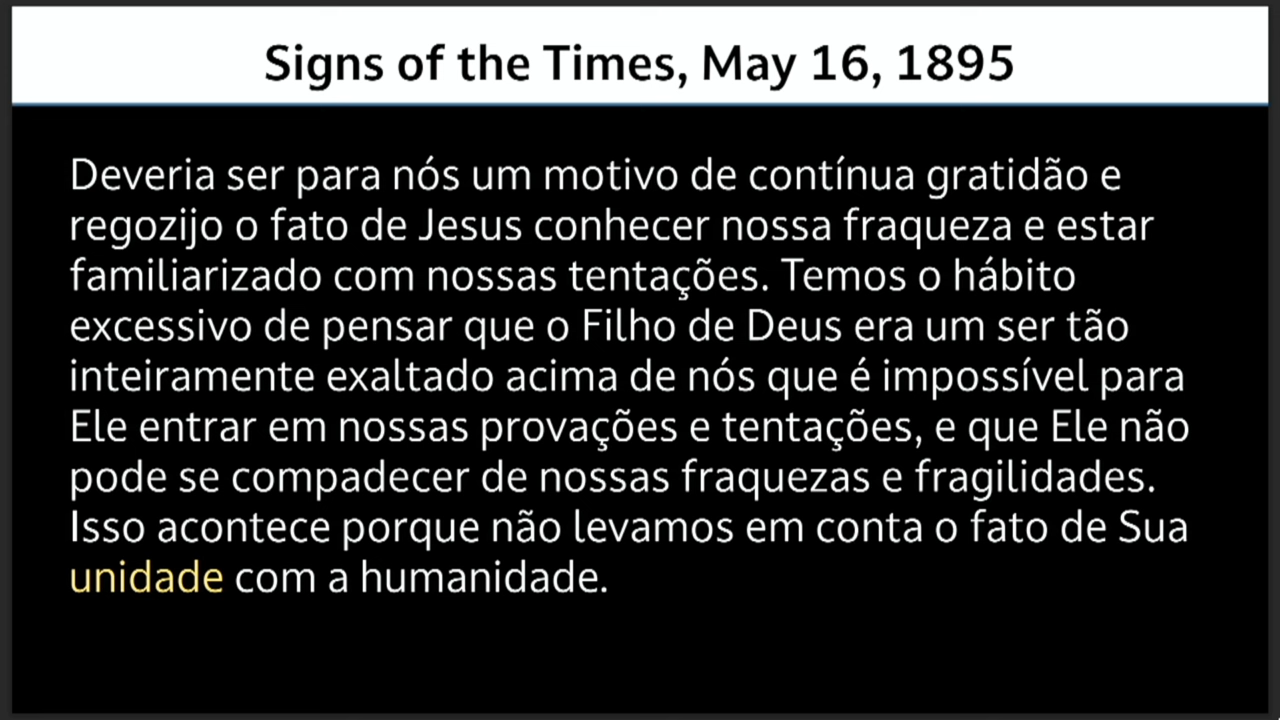 Signs of the Times, May 16, 1895
Deveria ser para nós um motivo de contínua gratidão e
regozijo o fato de Jesus conhecer nossa fraqueza e estar
familiarizado com nossas tentações. Temos o hábito
excessivo de pensar que o Filho de Deus era um ser tão
inteiramente exaltado acima de nós que é impossível para
Ele entrar em nossas provações e tentações, e que Ele não
pode se compadecer de nossas fraquezas e fragilidades.
Isso acontece porque não levamos em conta o fato de Sua
unidade com a humanidade.